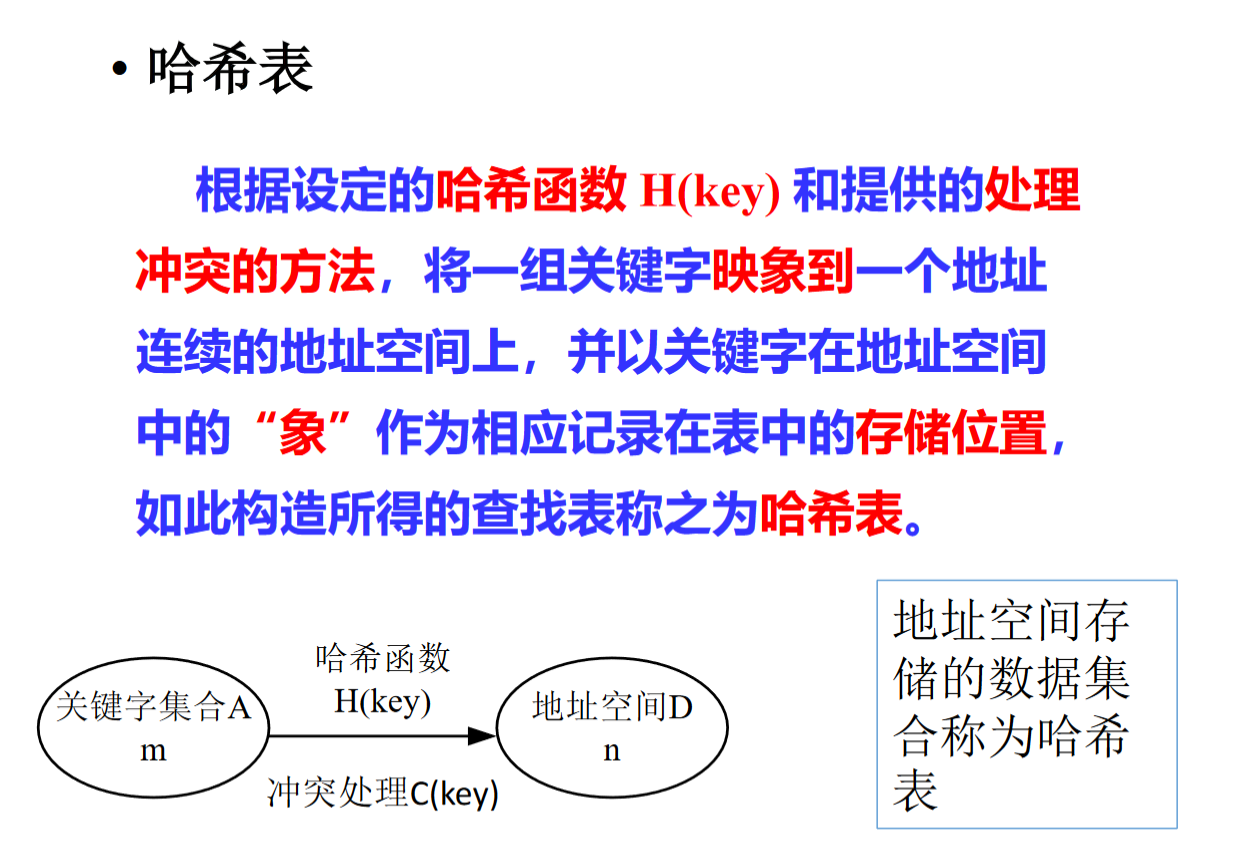 • 哈希表
根据设定的哈希函数 H(key) 和提供的处理
冲突的方法，将一组关键字映象到一个地址
连续的地址空间上，并以关键字在地址空间
中的“象”作为相应记录在表中的存储位置，
如此构造所得的查找表称之为哈希表。
关键字集合A
m
哈希函数
H(key)
冲突处理C(key)
地址空间D
n
地址空间存
储的数据集
合称为哈希
表